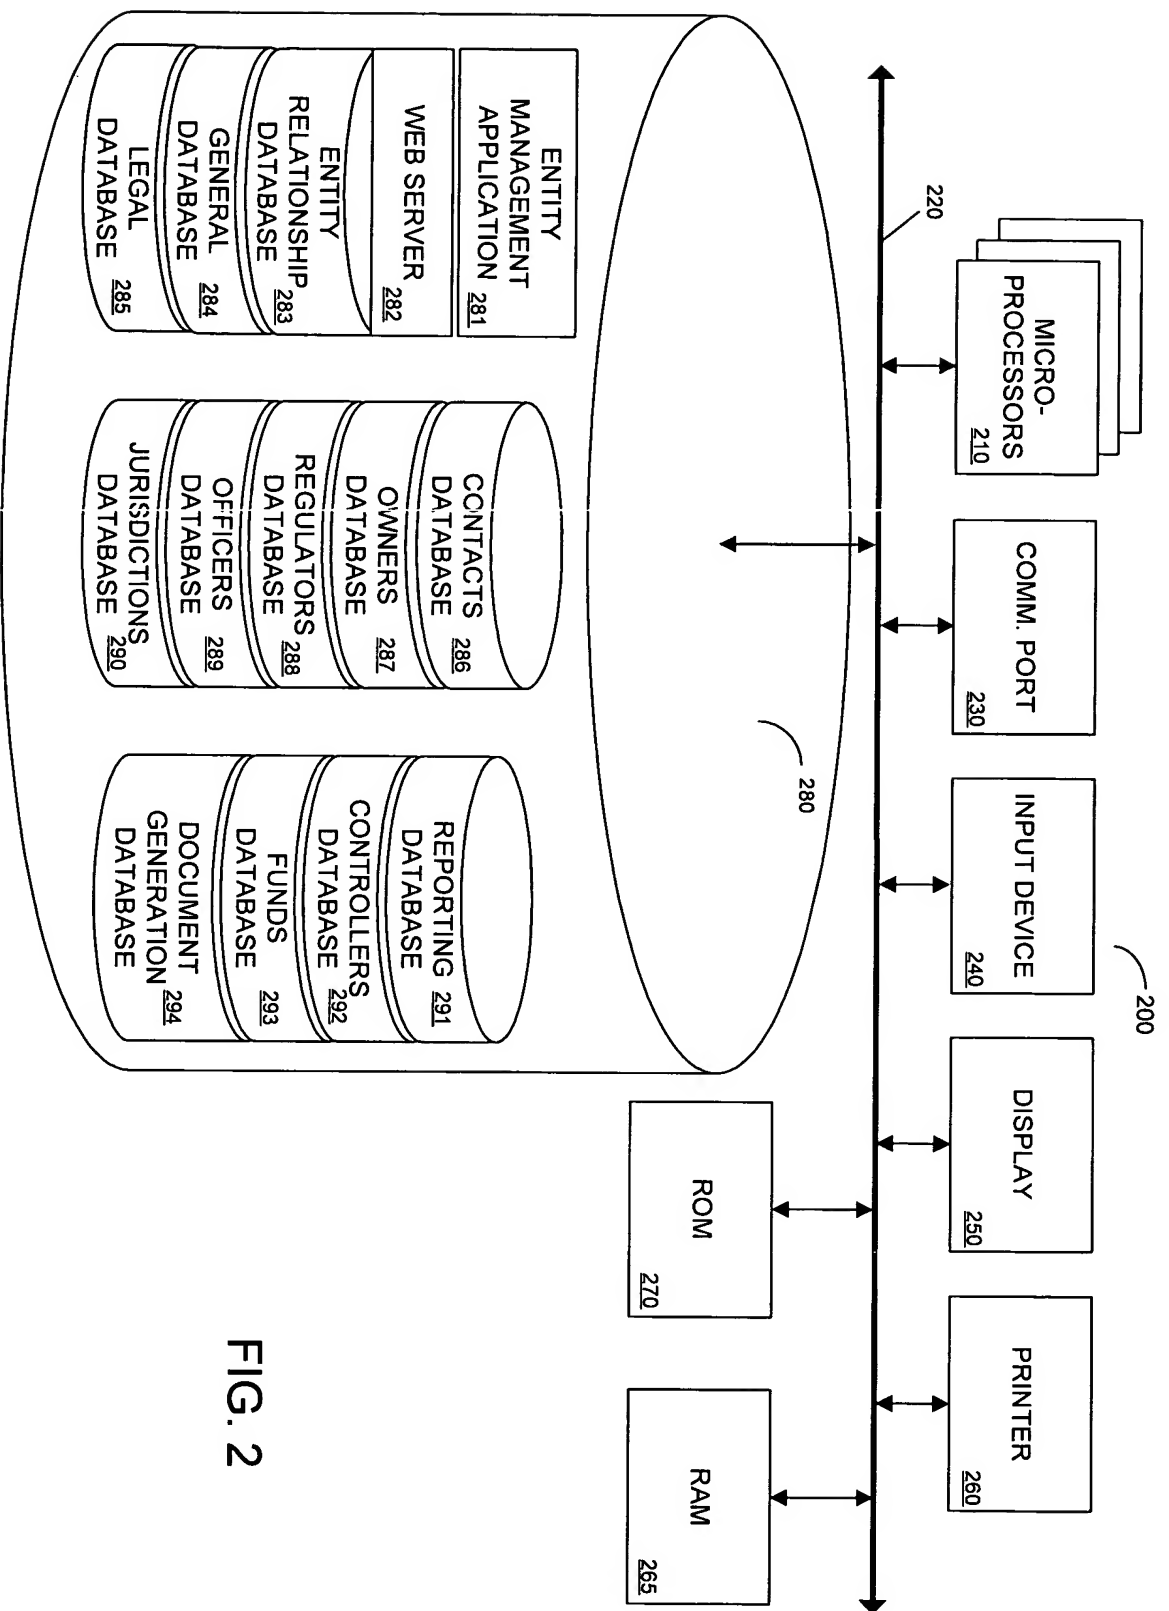 200
MICRO-
PROCESSORS
210
COMM. PORT
230
INPUT DEVICE
240
DISPLAY
250
PRINTER
260
220
280
ROM
270
RAM
265
ENTITY
MANAGEMENT
APPLICATION
281
WEB SERVER
282
ENTITY
RELATIONSHIP
DATABASE
283
GENERAL
DATABASE
284
LEGAL
DATABASE
285
CONTACTS
DATABASE
286
OWNERS
DATABASE
287
REGULATORS
DATABASE
288
OFFICERS
DATABASE
289
JURISDICTIONS
DATABASE
290
REPORTING
DATABASE
291
CONTROLLERS
DATABASE
292
FUNDS
DATABASE
293
DOCUMENT
GENERATION
DATABASE
294
FIG. 2